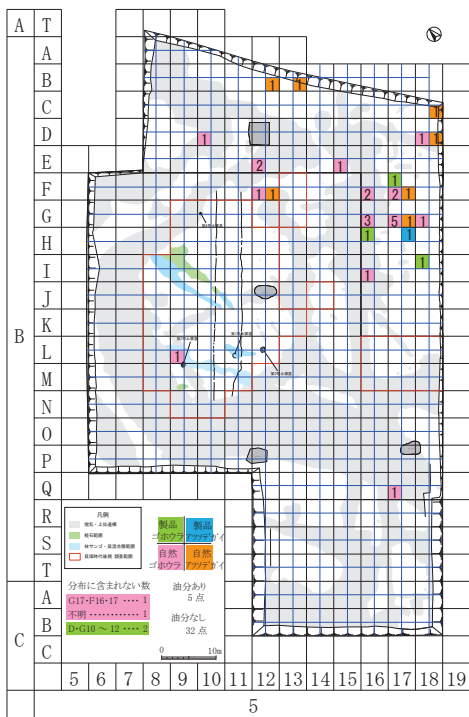 A T
A
B 1 1
C 1
D 1 1 1
E 2 1
F 1 1 2 2 1 1
G 3 5 1 1
H 1 1
I 1 1
J
B K
L 1
M
N
O
P
Q 1
R
S
T
A
B
C C
凡例
製品 製品
ゴホウラ アツソデガイ
自然 自然
ゴホウラ アツソデガイ
分布に含まれない数
G17・F16・17 ‥‥ 1
不明 ‥‥‥‥‥‥ 1
D・G10 ～ 12 ‥‥‥ 2
油分あり
5 点
油分なし
32 点
0 10m
5 6 7 8 9 10 11 12 13 14 15 16 17 18 19
5